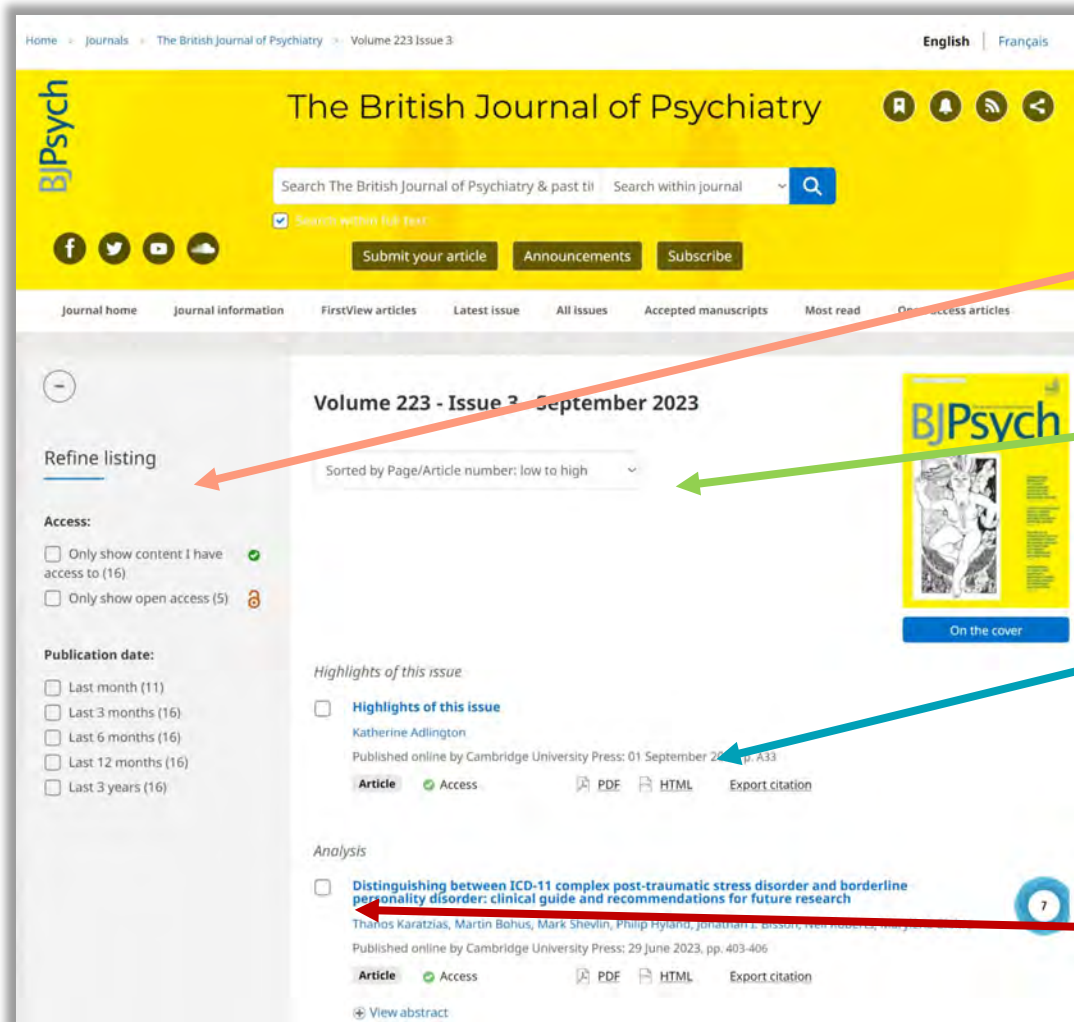 Home Journals The British Journal of Psychiatry Volume 223 Issue 3
English Français
BJPsych
The British Journal of Psychiatry
Search The British Journal of Psychiatry & past tit Search within journal
Search within full text
Submit your article Announcements Subscribe
Journal home Journal information FirstView articles Latest issue All issues Accepted manuscripts Most read access articles
Volume 223 - Issue 3 September 2023
BJPsych
Refine listing
Sorted by Page/Article number: low to high
Access:
Only show content I have
access to (16)
Only show open access (5)
On the cover
Publication date:
Last month (11)
Last 3 months (16)
Last 6 months (16)
Last 12 months (16)
Last 3 years (16)
Highlights of this issue
Highlights of this issue
Katherine Adlington
Published online by Cambridge University Press: 01 September p. A33
Article Access PDF HTML Export citation
Analysis
Distinguishing between ICD-11 complex post-traumatic stress disorder and borderline
personality disorder: clinical guide and recommendations for future research
7
Thanos Karatzias, Martin Bohus, Mark Shevlin, Philip Hyland, Jonathan I. Bisson,
Published online by Cambridge University Press: 29 June 2023, pp. 403-406
Article Access PDF HTML Export citation
View abstract